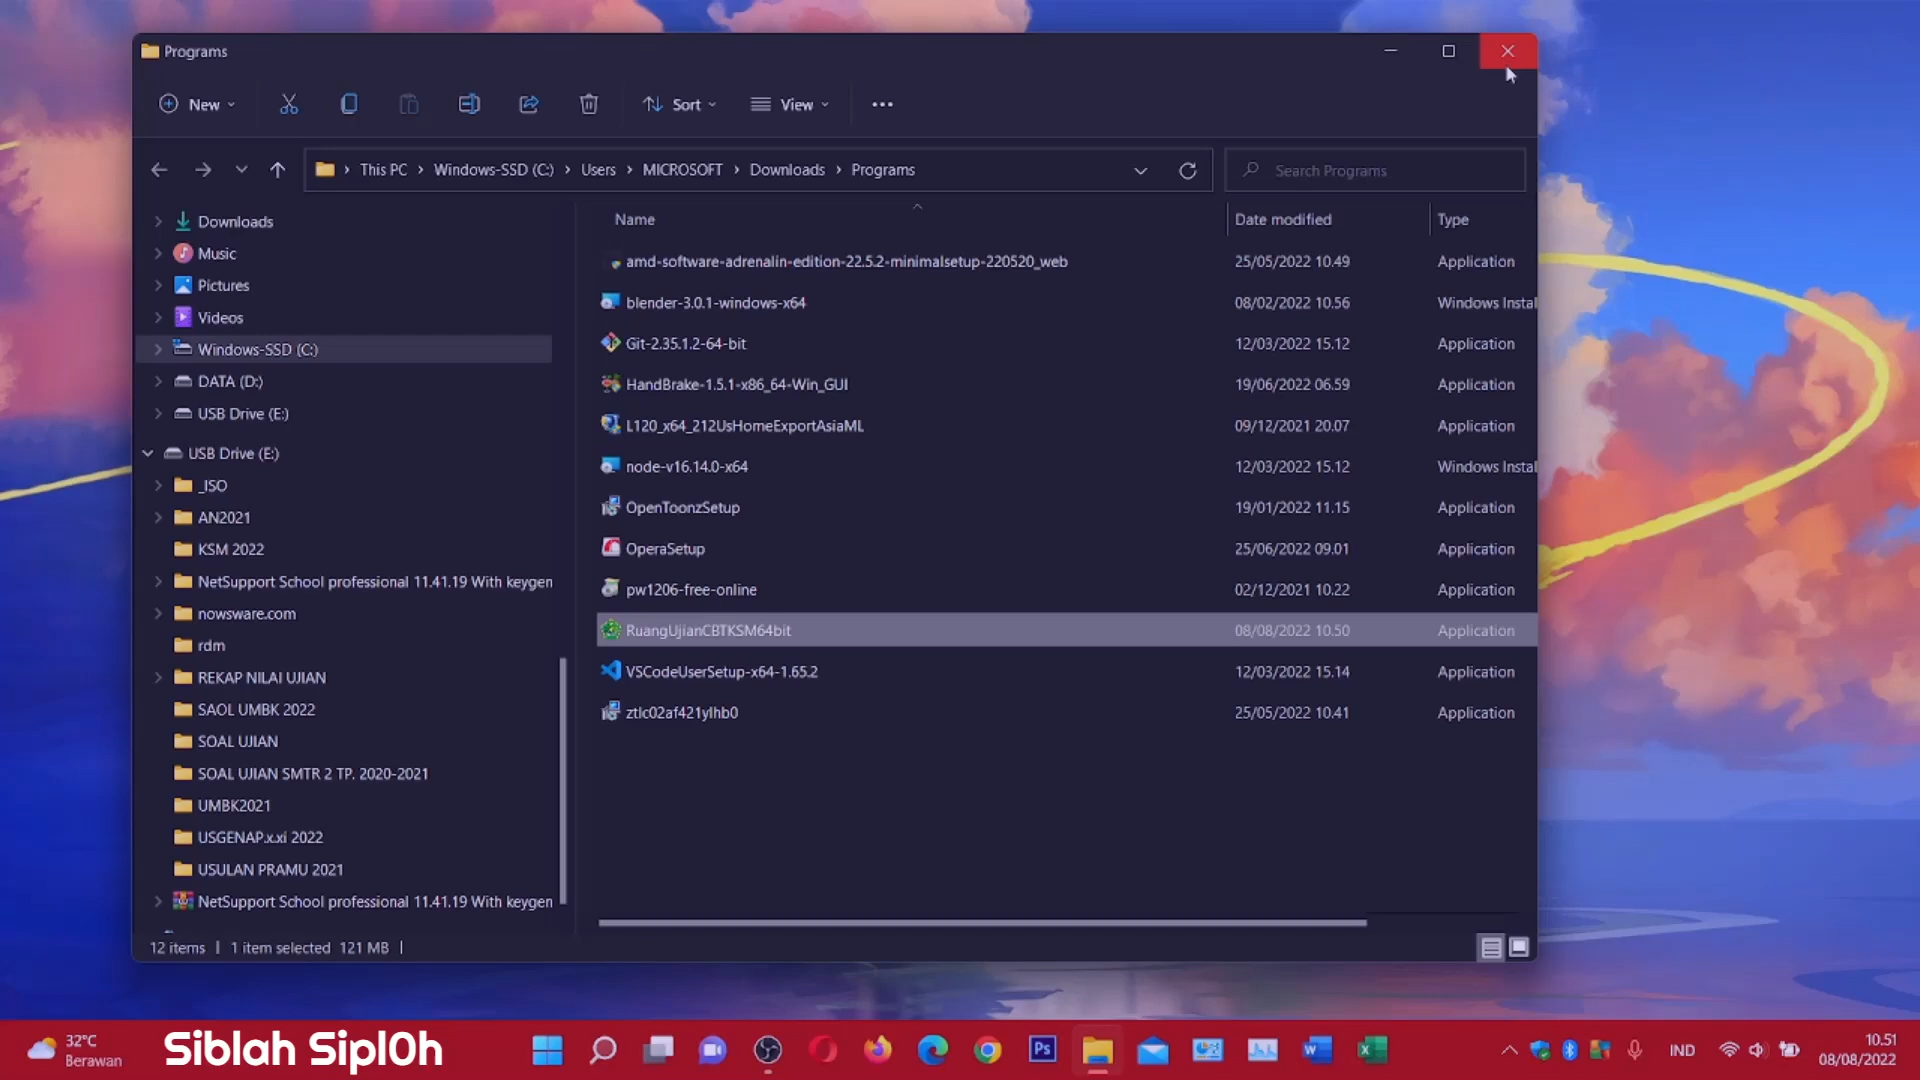 Programs
New
Sort
View
This PC > Windows-SSD (C:) > Users > MICROSOFT > Downloads > Programs
Search Programs
Downloads
Music
Pictures
Videos
Windows-SSD (C:)
DATA (D:)
USB Drive (E:)
USB Drive (E:)
_ISO
AN2021
KSM 2022
NetSupport School professional 11.41.19 With keygen
nowsware.com
rdm
REKAP NILAI UJIAN
SAOL UMBK 2022
SOAL UJIAN
SOAL UJIAN SMTR 2 TP. 2020-2021
UMBK2021
USGENAP.x.xi 2022
USULAN PRAMU 2021
NetSupport School professional 11.41.19 With keygen
Name Date modified Type
amd-software-adrenalin-edition-22.5.2-minimalsetup-220520_web 25/05/2022 10.49 Application
blender-3.0.1-windows-x64 08/02/2022 10.56 Windows Instal
Git-2.35.1.2-64-bit 12/03/2022 15.12 Application
HandBrake-1.5.1-x86_64-Win_GUI 19/06/2022 06.59 Application
L120_x64_212UsHomeExportAsiaML 09/12/2021 20.07 Application
node-v16.14.0-x64 12/03/2022 15.12 Windows Instal
OpenToonzSetup 19/01/2022 11.15 Application
OperaSetup 25/06/2022 09.01 Application
pw1206-free-online 02/12/2021 10.22 Application
RuangUjianCBTKSM64bit 08/08/2022 10.50 Application
VSCodeUserSetup-x64-1.65.2 12/03/2022 15.14 Application
ztlc02af421ylhb0 25/05/2022 10.41 Application
12 items | 1 item selected 121 MB |
32°C
Berawan
Siblah Sipl0h
Ps
IND
10.51
08/08/2022